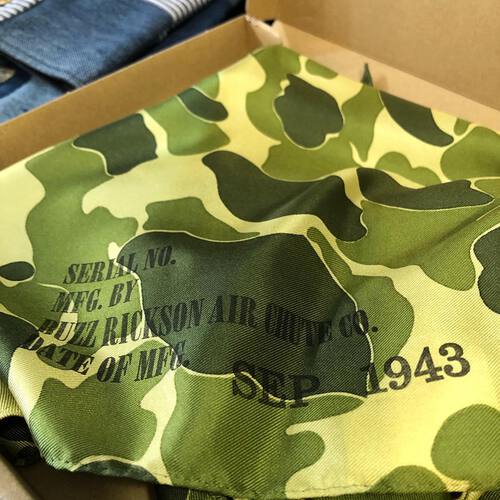 SERIAL NO.
MFG. BY
BUZZ RICKSON AIR CHUTE CO.
DATE OF MFG.
SEP 1943